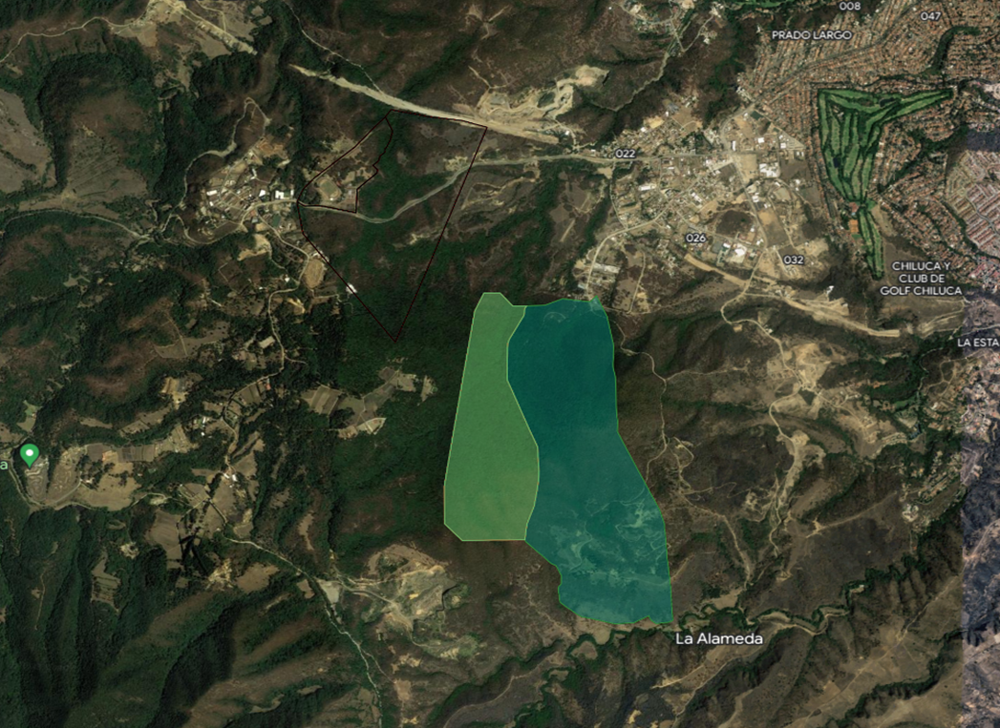 008
047
PRADO LARGO
022
026
032
CHILUCA Y
CLUB DE
GOLF CHILUCA
LA ESTA
a
La Alameda